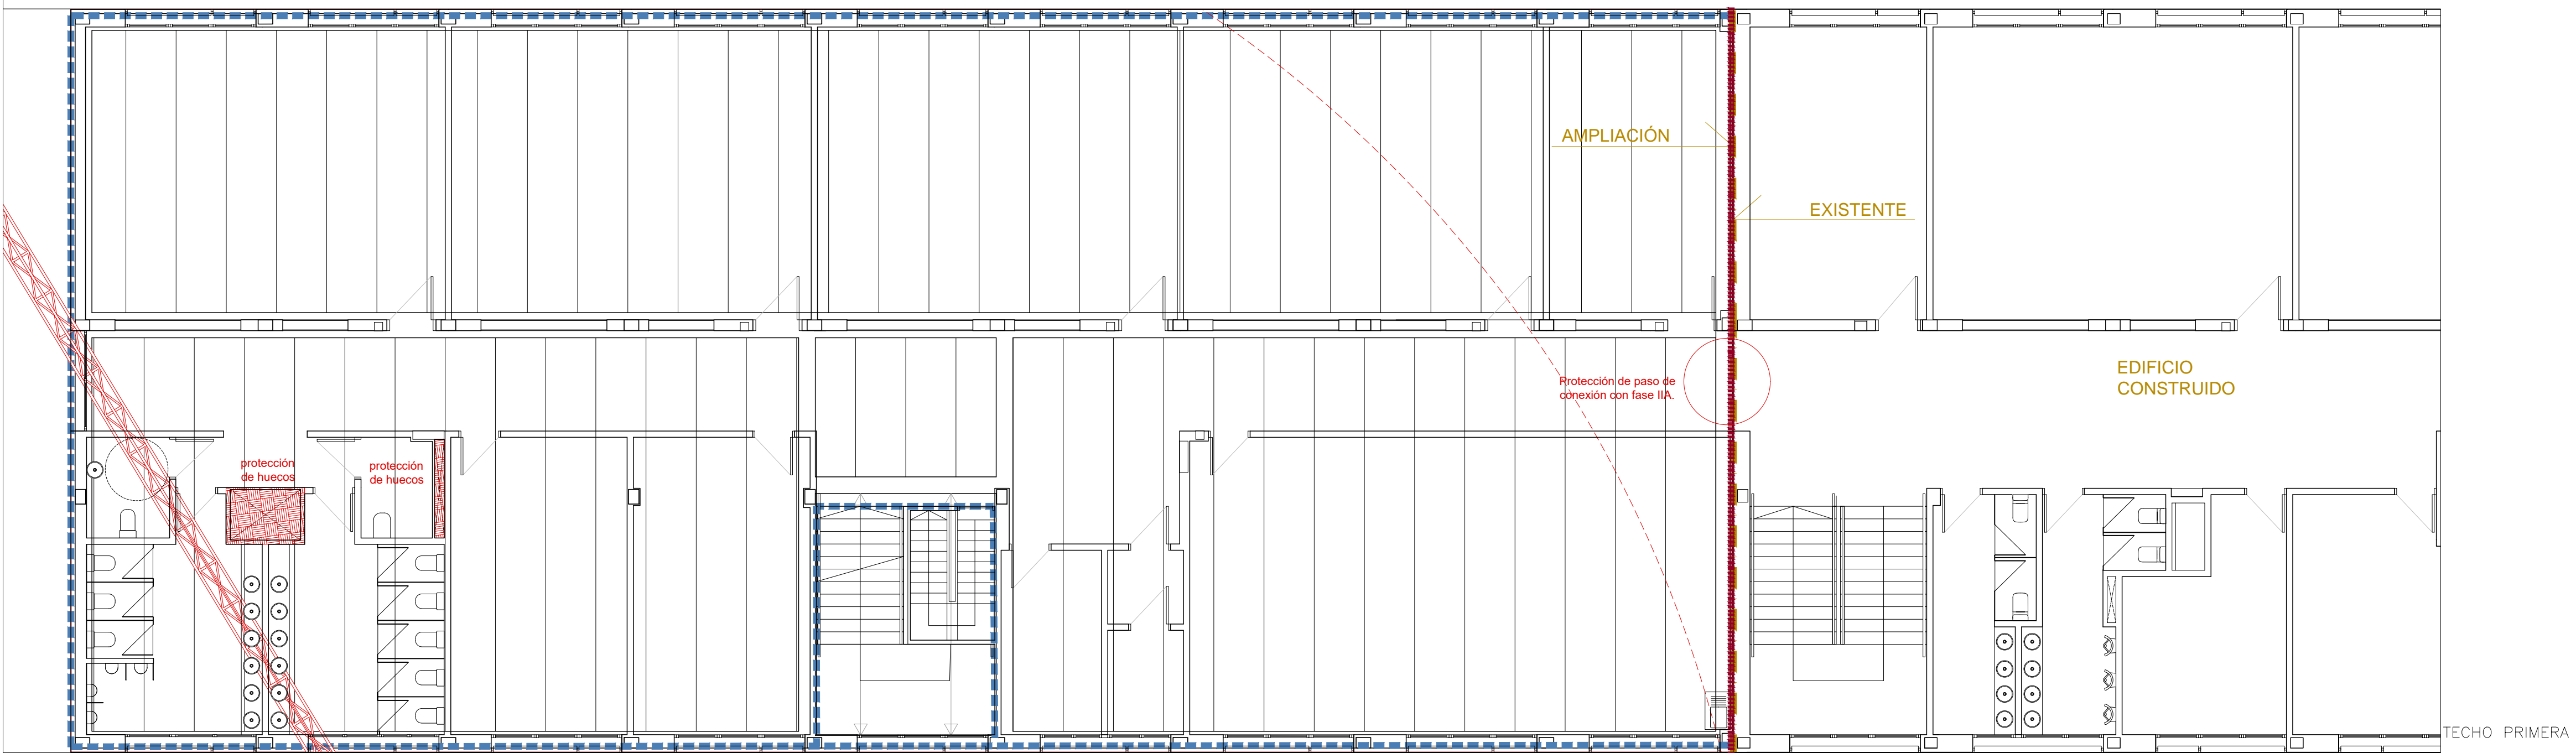 AMPLIACIÓN
EXISTENTE
EDIFICIO
CONSTRUIDO
Protección de paso de
conexión con fase IIA.
protección
de huecos
protección
de huecos
TECHO PRIMERA